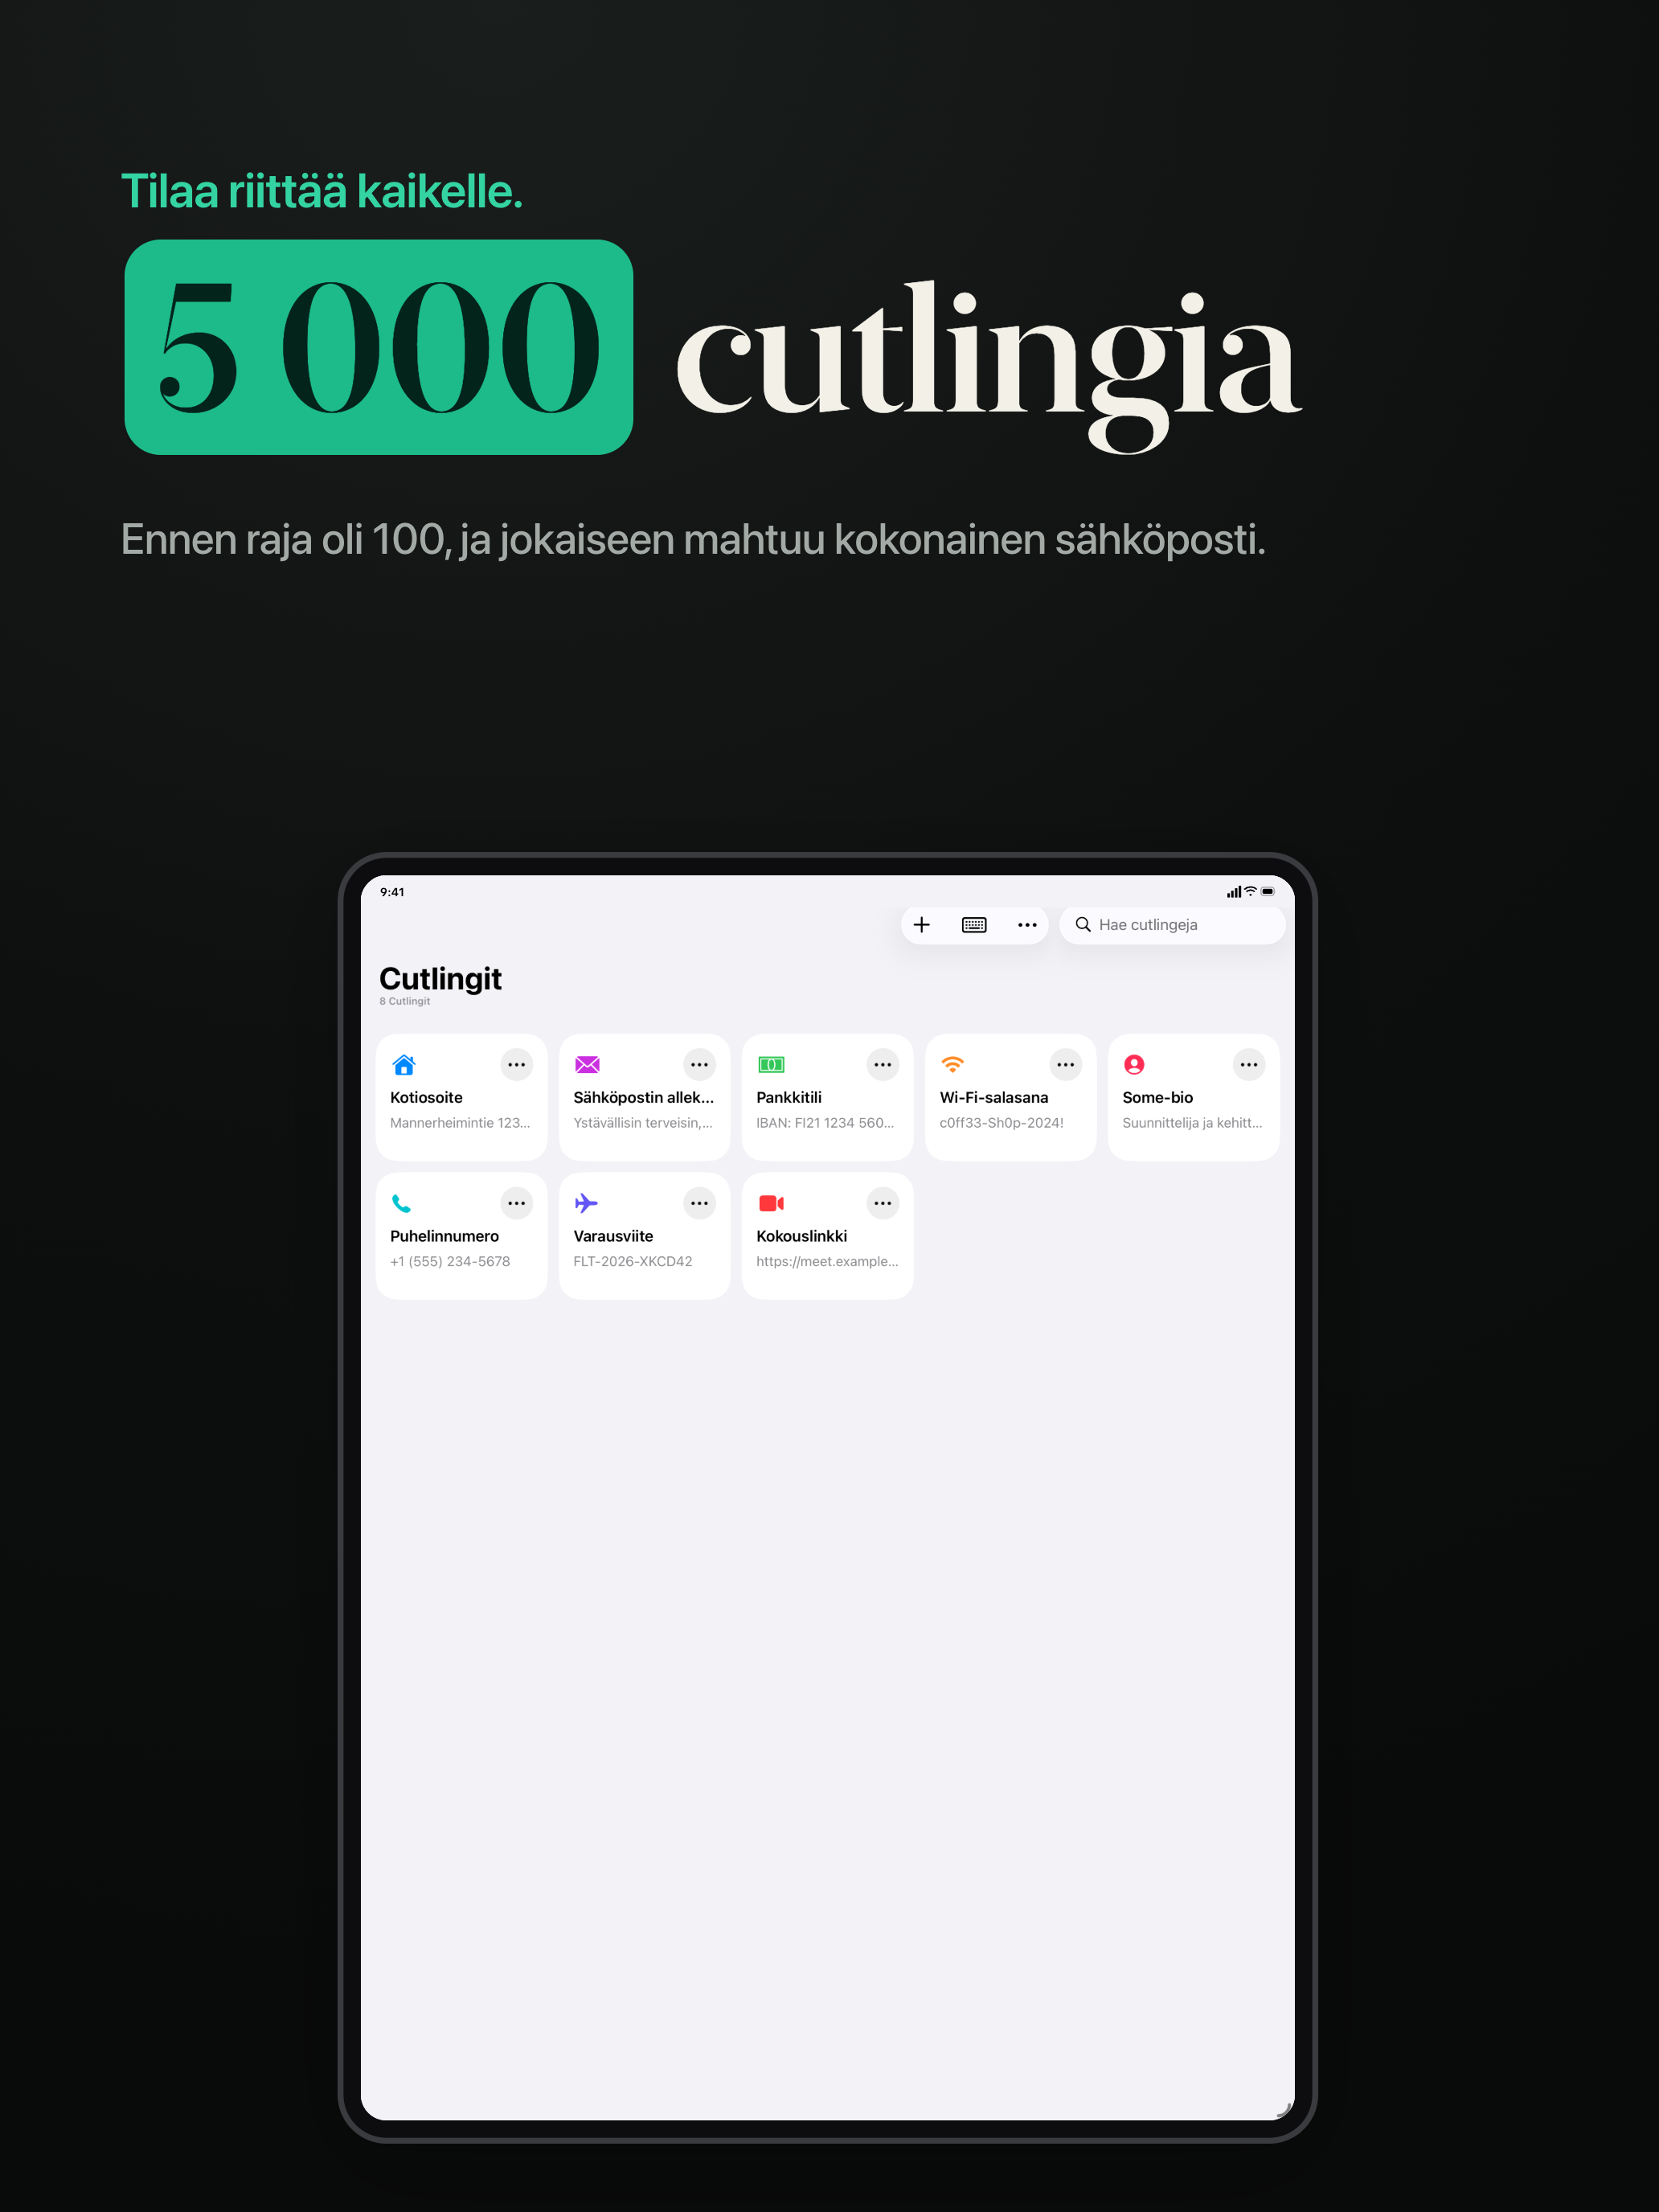 Tilaa riittää kaikelle.
5 000 cutlingia
Ennen raja oli 100, ja jokaiseen mahtuu kokonainen sähköposti.
9:41
Hae cutlingeja
Cutlingit
8 Cutlingit
Kotiosoite
Mannerheimintie 123...
Sähköpostin allek...
Ystävällisin terveisin,...
Pankkitili
IBAN: FI21 1234 560...
Wi-Fi-salasana
c0ff33-Sh0p-2024!
Some-bio
Suunnittelija ja kehitt...
Puhelinnumero
+1 (555) 234-5678
Varausviite
FLT-2026-XKCD42
Kokouslinkki
https://meet.example...